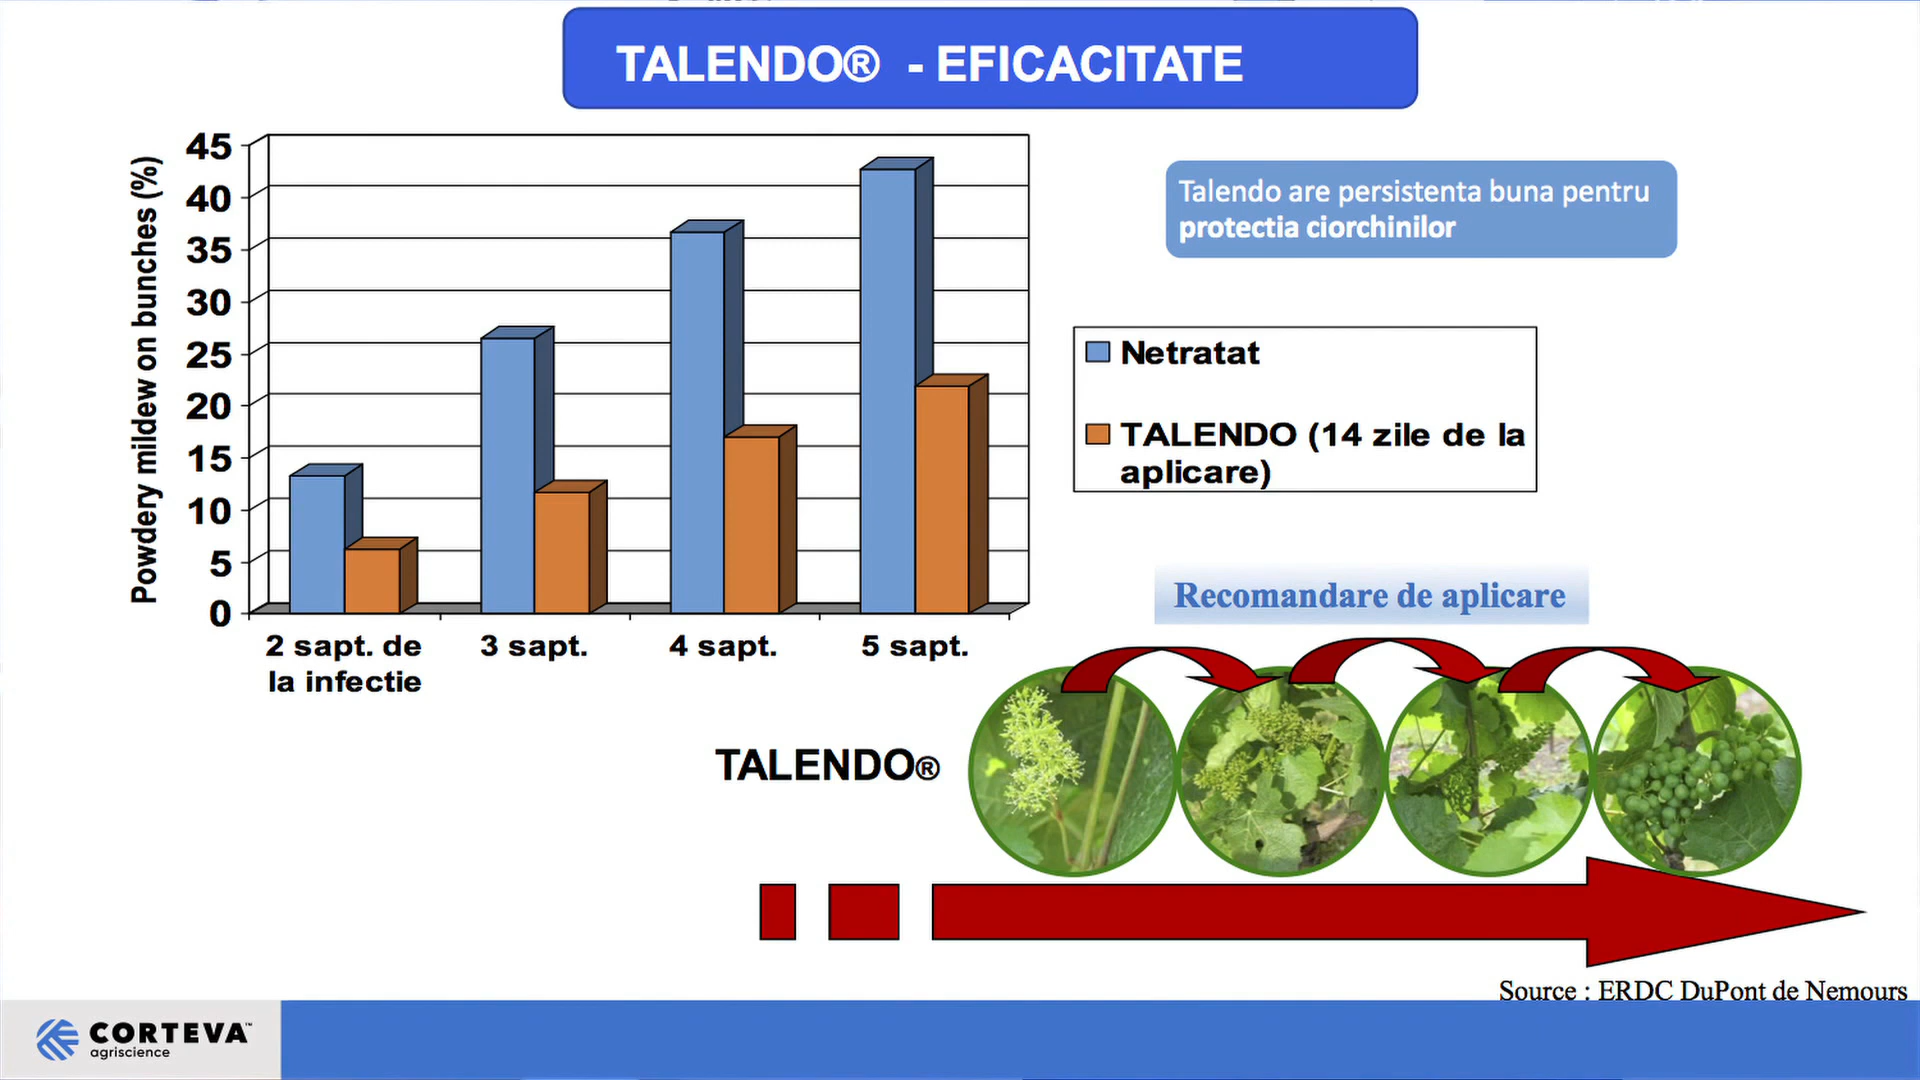 TALENDO® - EFICACITATE
Powdery mildew on bunches (%)
45
40
35
30
25
20
15
10
5
0
2 sapt. de
la infectie
3 sapt.
4 sapt.
5 sapt.
Talendo are persistenta buna pentru
protectia ciorchinilor
Netratat
TALENDO (14 zile de la
aplicare)
Recomandare de aplicare
TALENDO®
Source : ERDC DuPont de Nemours
CORTEVA™
agriscience